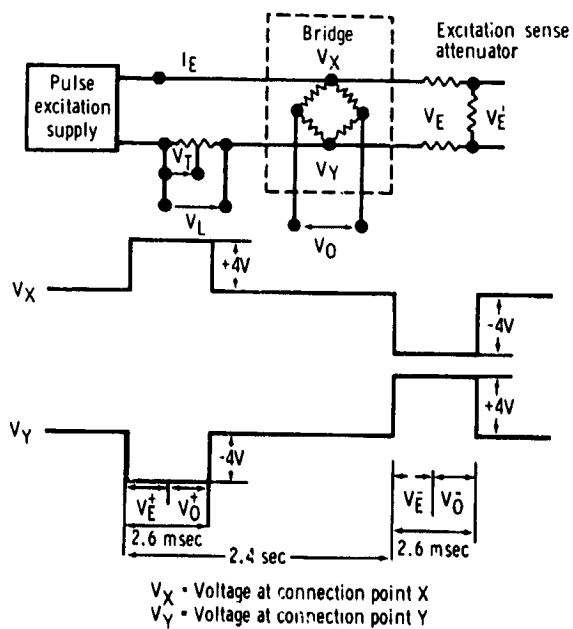 Bridge
Excitation sense
attenuator
Pulse
excitation
supply
I_E
V_X
V_E
V_E'
V_T
V_Y
V_L
V_O
V_X
+4V
-4V
V_Y
-4V
+4V
V_E^+
V_O^+
V_E^-
V_O^-
2.6 msec
2.4 sec
2.6 msec
V_X = Voltage at connection point X
V_Y = Voltage at connection point Y